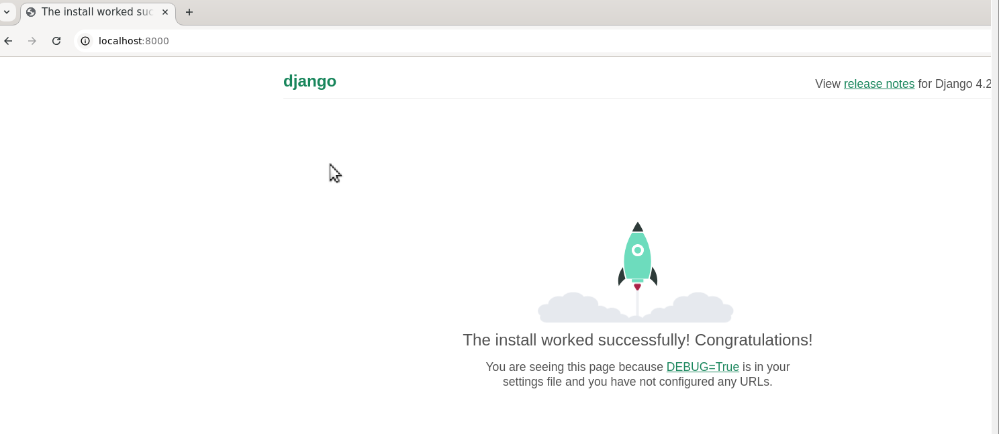 The install worked suc
localhost:8000
django
View release notes for Django 4.2
The install worked successfully! Congratulations!
You are seeing this page because DEBUG=True is in your
settings file and you have not configured any URLs.